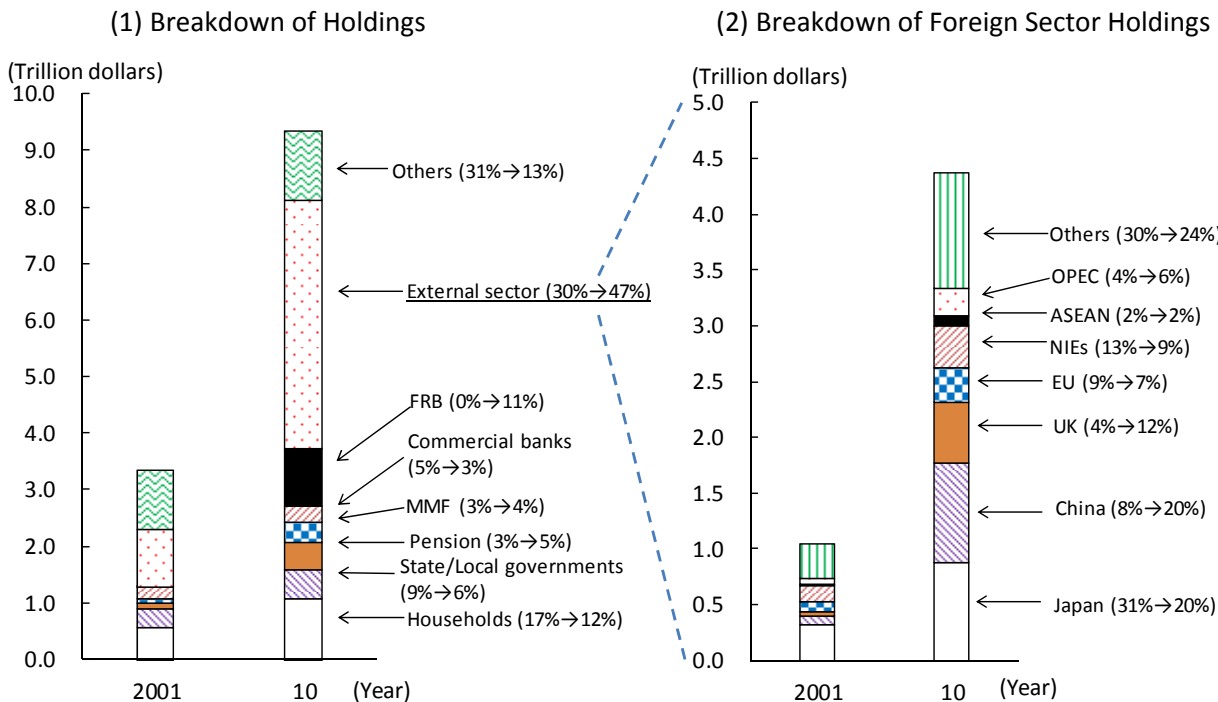 (1) Breakdown of Holdings
(Trillion dollars)
10.0
9.0
8.0
7.0
6.0
5.0
4.0
3.0
2.0
1.0
0.0
Others (31%→13%)
External sector (30%→47%)
FRB (0%→11%)
Commercial banks
(5%→3%)
MMF (3%→4%)
Pension (3%→5%)
State/Local governments
(9%→6%)
Households (17%→12%)
2001
10
(Year)
(2) Breakdown of Foreign Sector Holdings
(Trillion dollars)
5.0
4.5
4.0
3.5
3.0
2.5
2.0
1.5
1.0
0.5
0.0
Others (30%→24%)
OPEC (4%→6%)
ASEAN (2%→2%)
NIEs (13%→9%)
EU (9%→7%)
UK (4%→12%)
China (8%→20%)
Japan (31%→20%)
2001
10
(Year)